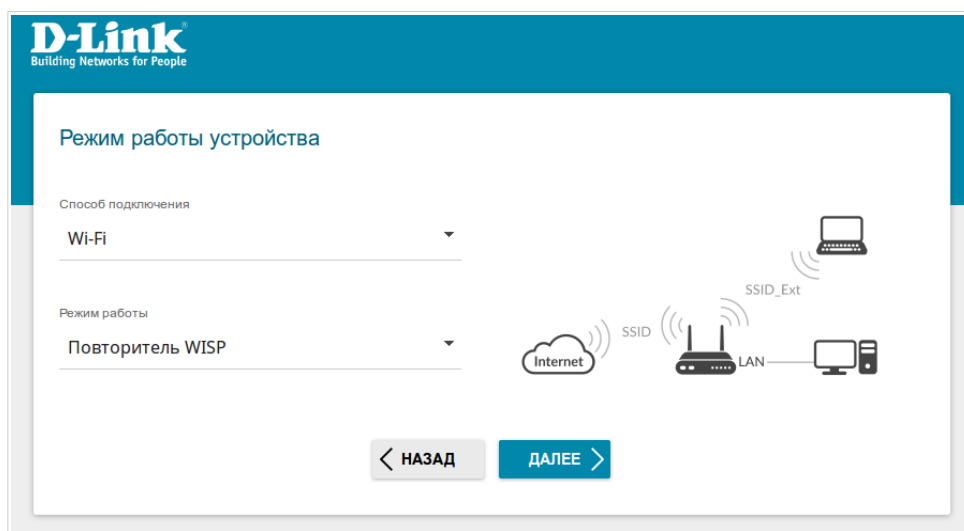 D-Link®
Building Networks for People
Режим работы устройства
Способ подключения
Wi-Fi
Режим работы
Повторитель WISP
SSID_Ext
SSID
Internet
LAN
НАЗАД
ДАЛЕЕ